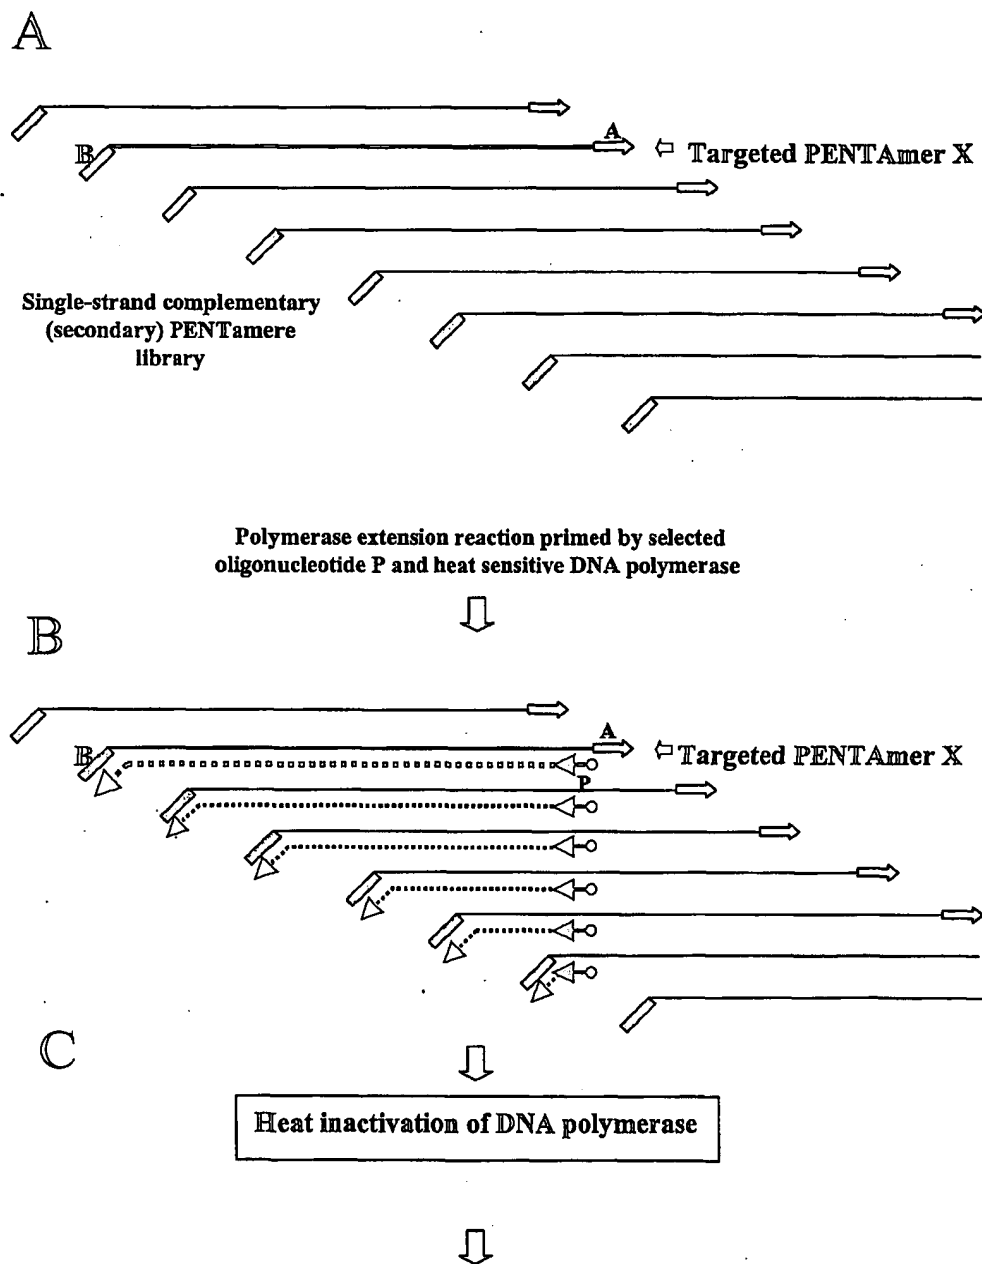 A
A
B
Targeted PENTAmer X
Single-strand complementary
(secondary) PENTamere
library
Polymerase extension reaction primed by selected
oligonucleotide P and heat sensitive DNA polymerase
B
A
B
Targeted PENTAmer X
P
C
Heat inactivation of DNA polymerase